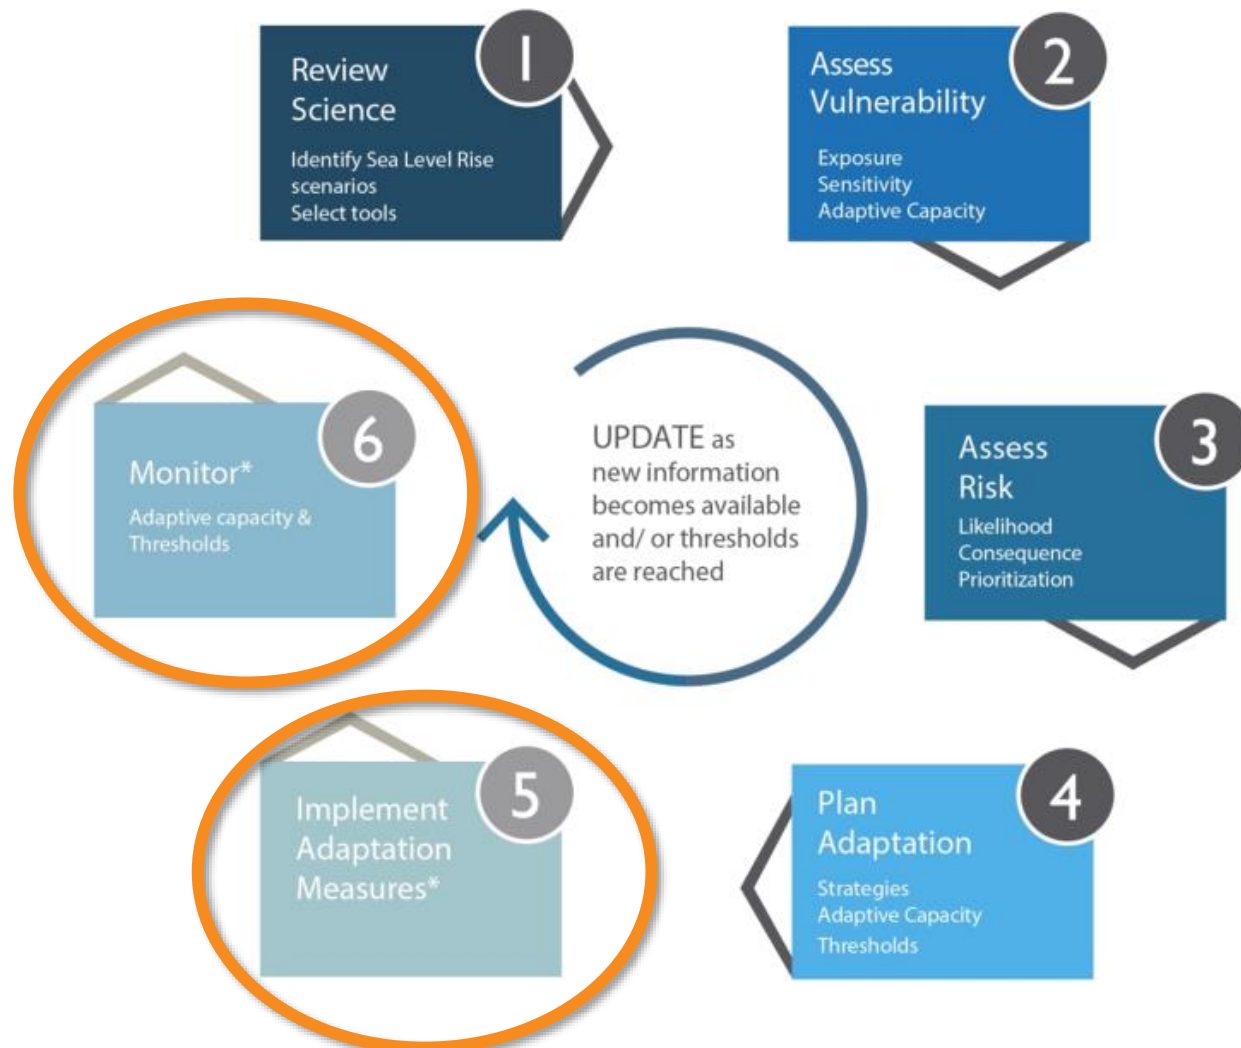 1
Review
Science
Identify Sea Level Rise
scenarios
Select tools
2
Assess
Vulnerability
Exposure
Sensitivity
Adaptive Capacity
3
Assess
Risk
Likelihood
Consequence
Prioritization
4
Plan
Adaptation
Strategies
Adaptive Capacity
Thresholds
5
Implement
Adaptation
Measures*
6
Monitor*
Adaptive capacity &
Thresholds
UPDATE as
new information
becomes available
and/ or thresholds
are reached